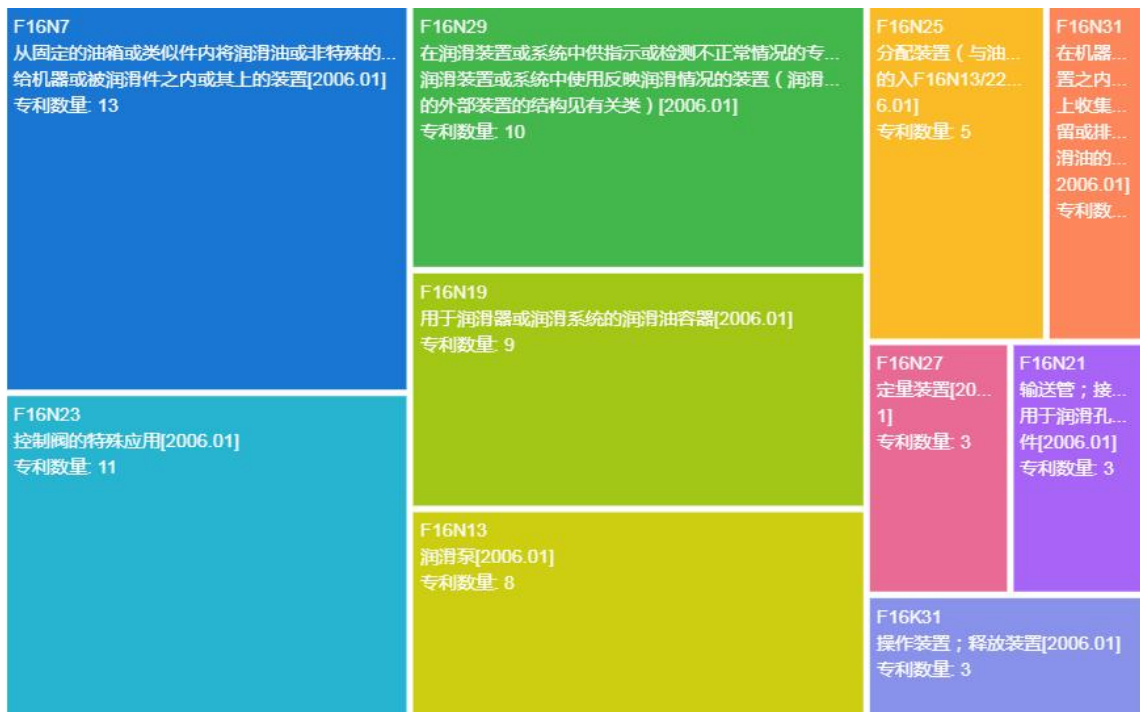 F16N7
从固定的油箱或类似件内将润滑油或非特殊的...
给机器或被润滑件之内或其上的装置[2006.01]
专利数量: 13
F16N23
控制阀的特殊应用[2006.01]
专利数量: 11
F16N29
在润滑装置或系统中供指示或检测不正常情况的专...
润滑装置或系统中使用反映润滑情况的装置（润滑...
的外部装置的结构见有关类）[2006.01]
专利数量: 10
F16N19
用于润滑器或润滑系统的润滑油容器[2006.01]
专利数量: 9
F16N13
润滑泵[2006.01]
专利数量: 8
F16N25
分配装置（与油...
的入F16N13/22...
6.01]
专利数量: 5
F16N31
在机器...
置之内...
上收集...
留或排...
滑油的...
2006.01]
专利数...
F16N27
定量装置[20...
1]
专利数量: 3
F16N21
输送管；接...
用于润滑孔...
件[2006.01]
专利数量: 3
F16K31
操作装置；释放装置[2006.01]
专利数量: 3